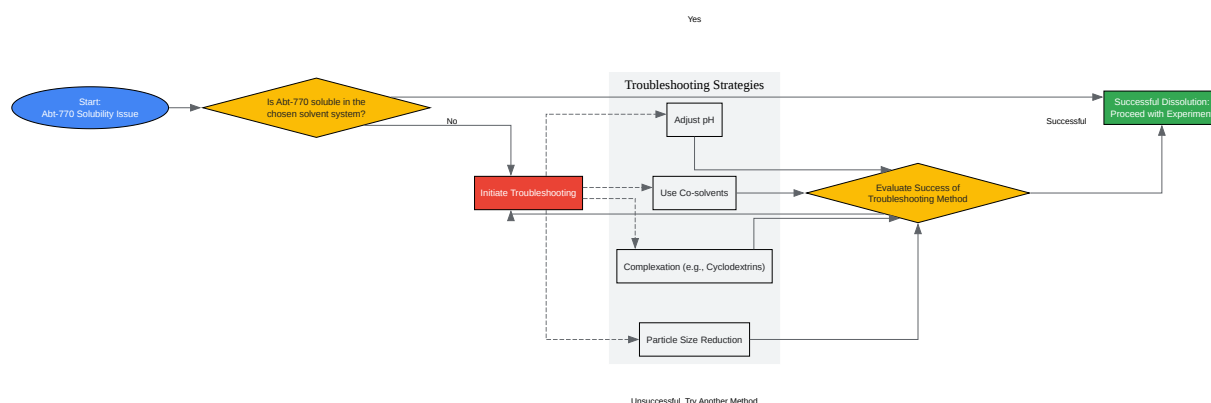 Yes
Troubleshooting Strategies
Start:
Abt-770 Solubility Issue
Is Abt-770 soluble in the
chosen solvent system?
No
Adjust pH
Successful
Successful Dissolution:
Proceed with Experiment
Initiate Troubleshooting
Use Co-solvents
Evaluate Success of
Troubleshooting Method
Complexation (e.g., Cyclodextrins)
Particle Size Reduction
Unsuccessful, Try Another Method